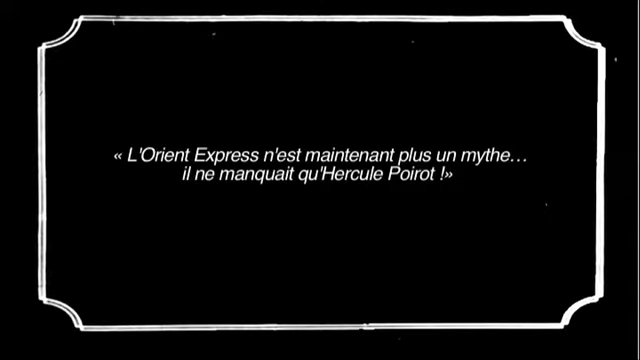 « L'Orient Express n'est maintenant plus un mythe…
il ne manquait qu'Hercule Poirot !»